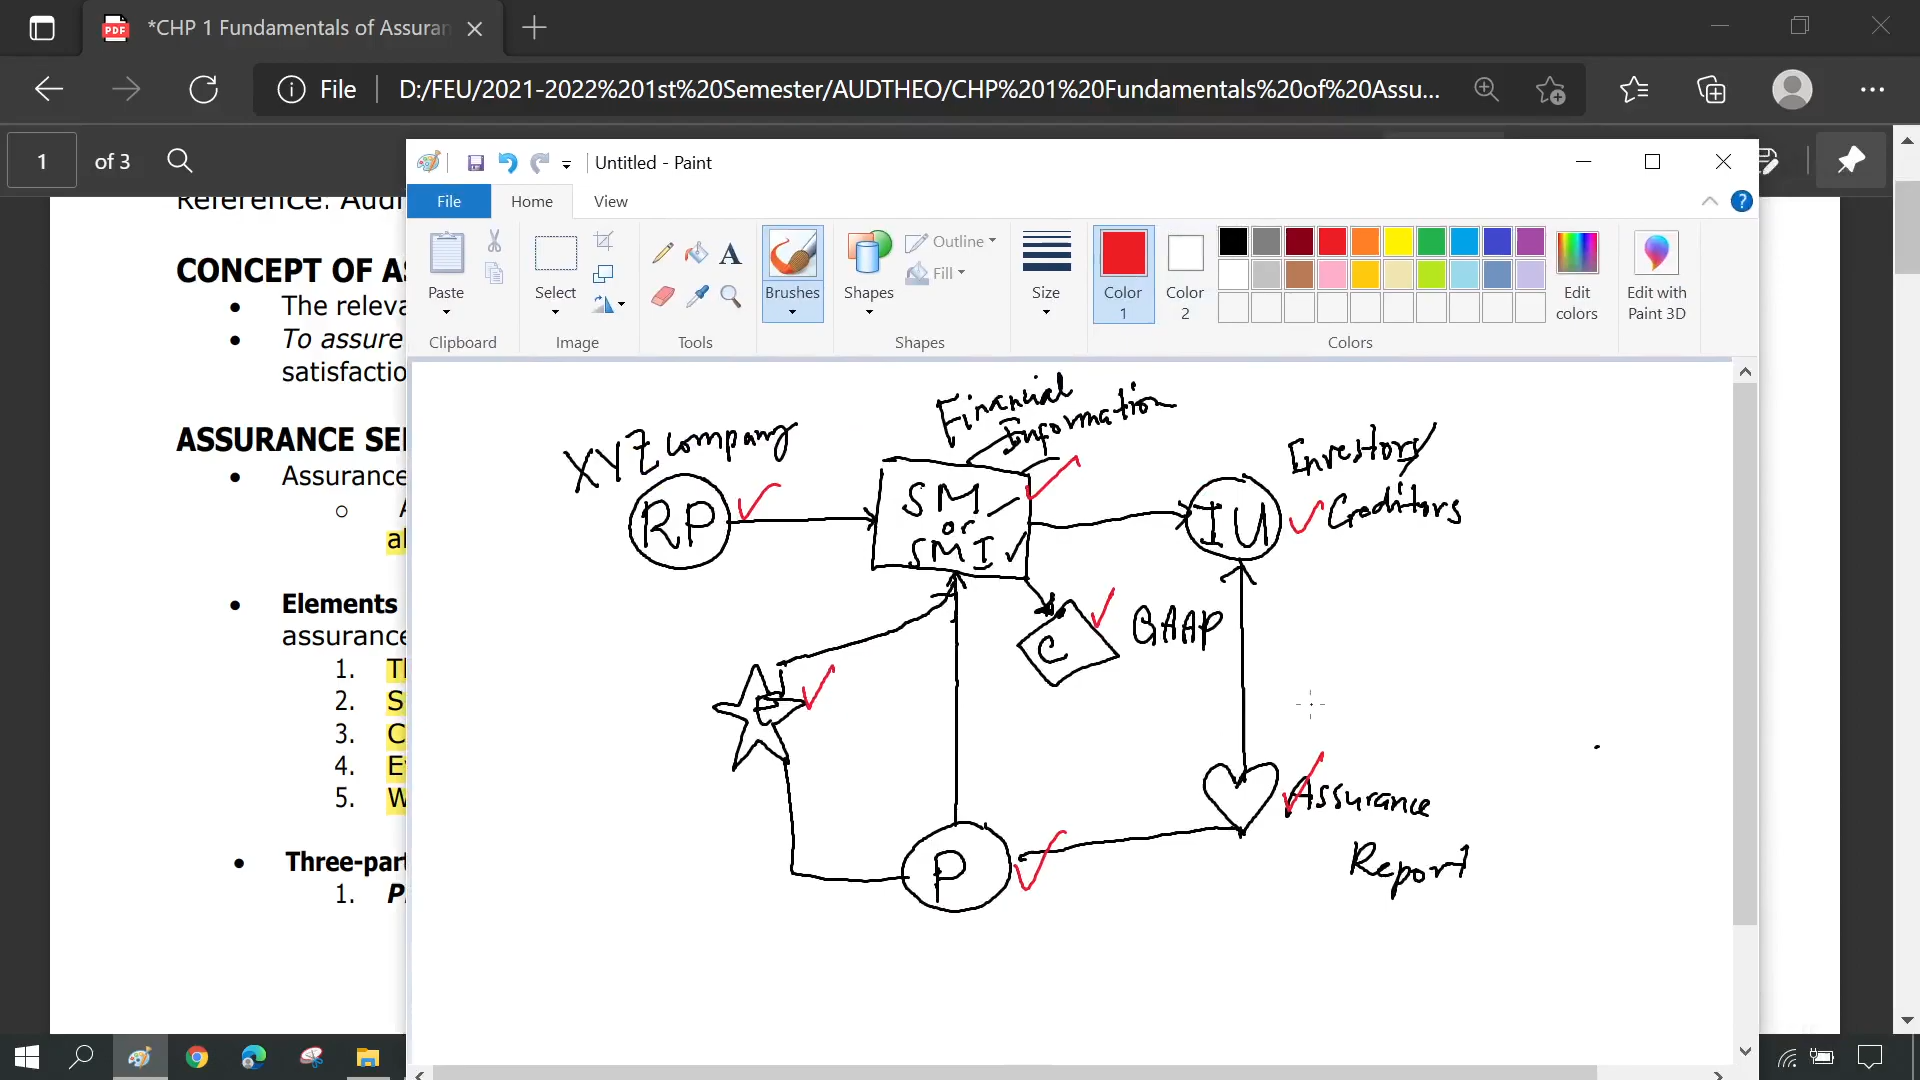 *CHP 1 Fundamentals of Assuran
File
D:/FEU/2021-2022%201st%20Semester/AUDTHEO/CHP%201%20Fundamentals%20of%20Assu...
1 of 3
Untitled - Paint
File Home View
Paste
Select
Brushes
Shapes
Outline
Fill
Size
Color 1
Color 2
Edit colors
Edit with Paint 3D
Clipboard
Image
Tools
Shapes
Colors
CONCEPT OF AS
The releva
To assure
satisfactio
ASSURANCE SE
Assurance
Elements
assurance
1. Th
2. S
3. C
4. E
5. W
Three-part
1. P
XYZ company
Financial
Information
Investors/
Creditors
RP
SM
or
SMI
IU
C
GAAP
E
P
Assurance
Report